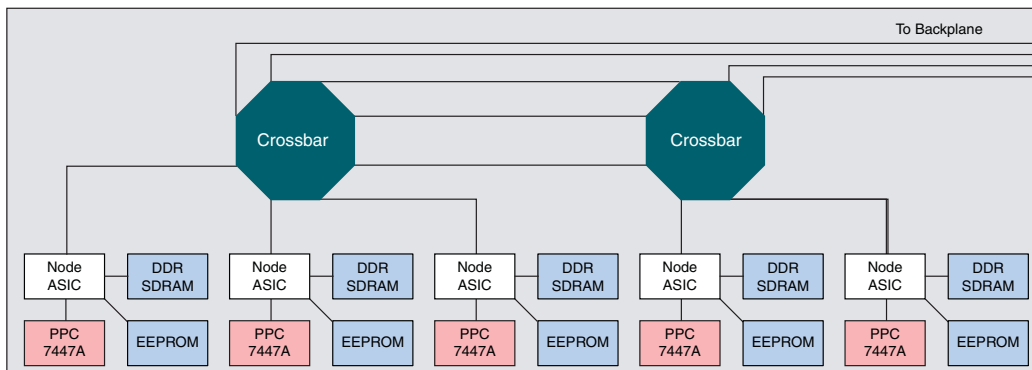 To Backplane
Crossbar
Crossbar
Node
ASIC
DDR
SDRAM
Node
ASIC
DDR
SDRAM
Node
ASIC
DDR
SDRAM
Node
ASIC
DDR
SDRAM
Node
ASIC
DDR
SDRAM
PPC
7447A
EEPROM
PPC
7447A
EEPROM
PPC
7447A
EEPROM
PPC
7447A
EEPROM
PPC
7447A
EEPROM